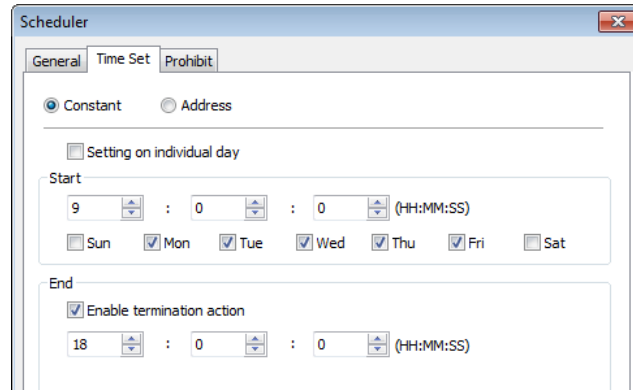 Scheduler
General Time Set Prohibit
Constant Address
Setting on individual day
Start
9 : 0 : 0 (HH:MM:SS)
Sun Mon Tue Wed Thu Fri Sat
End
Enable termination action
18 : 0 : 0 (HH:MM:SS)